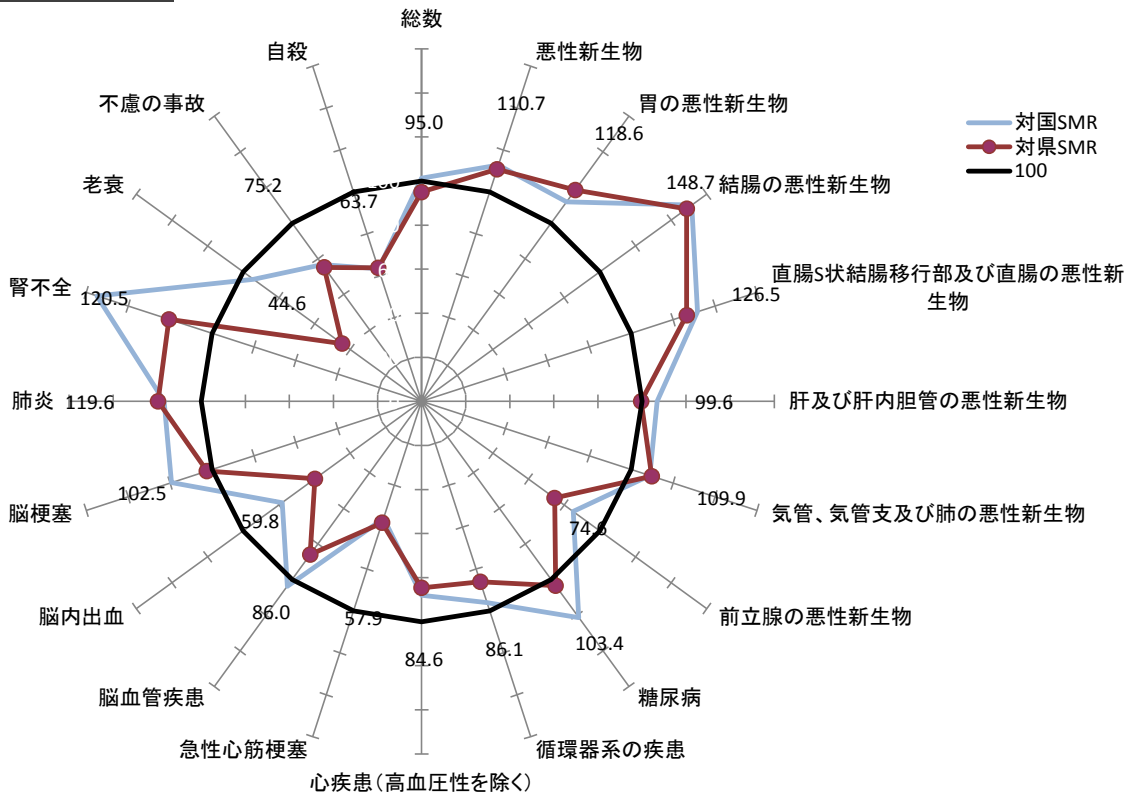 総数
95.0
悪性新生物
110.7
胃の悪性新生物
118.6
148.7
結腸の悪性新生物
直腸S状結腸移行部及び直腸の悪性新
生物
126.5
99.6
肝及び肝内胆管の悪性新生物
109.9
気管、気管支及び肺の悪性新生物
74.6
前立腺の悪性新生物
103.4
糖尿病
86.1
循環器系の疾患
84.6
心疾患(高血圧性を除く)
57.9
急性心筋梗塞
86.0
脳血管疾患
59.8
脳内出血
102.5
脳梗塞
肺炎
119.6
腎不全
120.5
44.6
老衰
75.2
不慮の事故
63.7
自殺
対国SMR
対県SMR
100